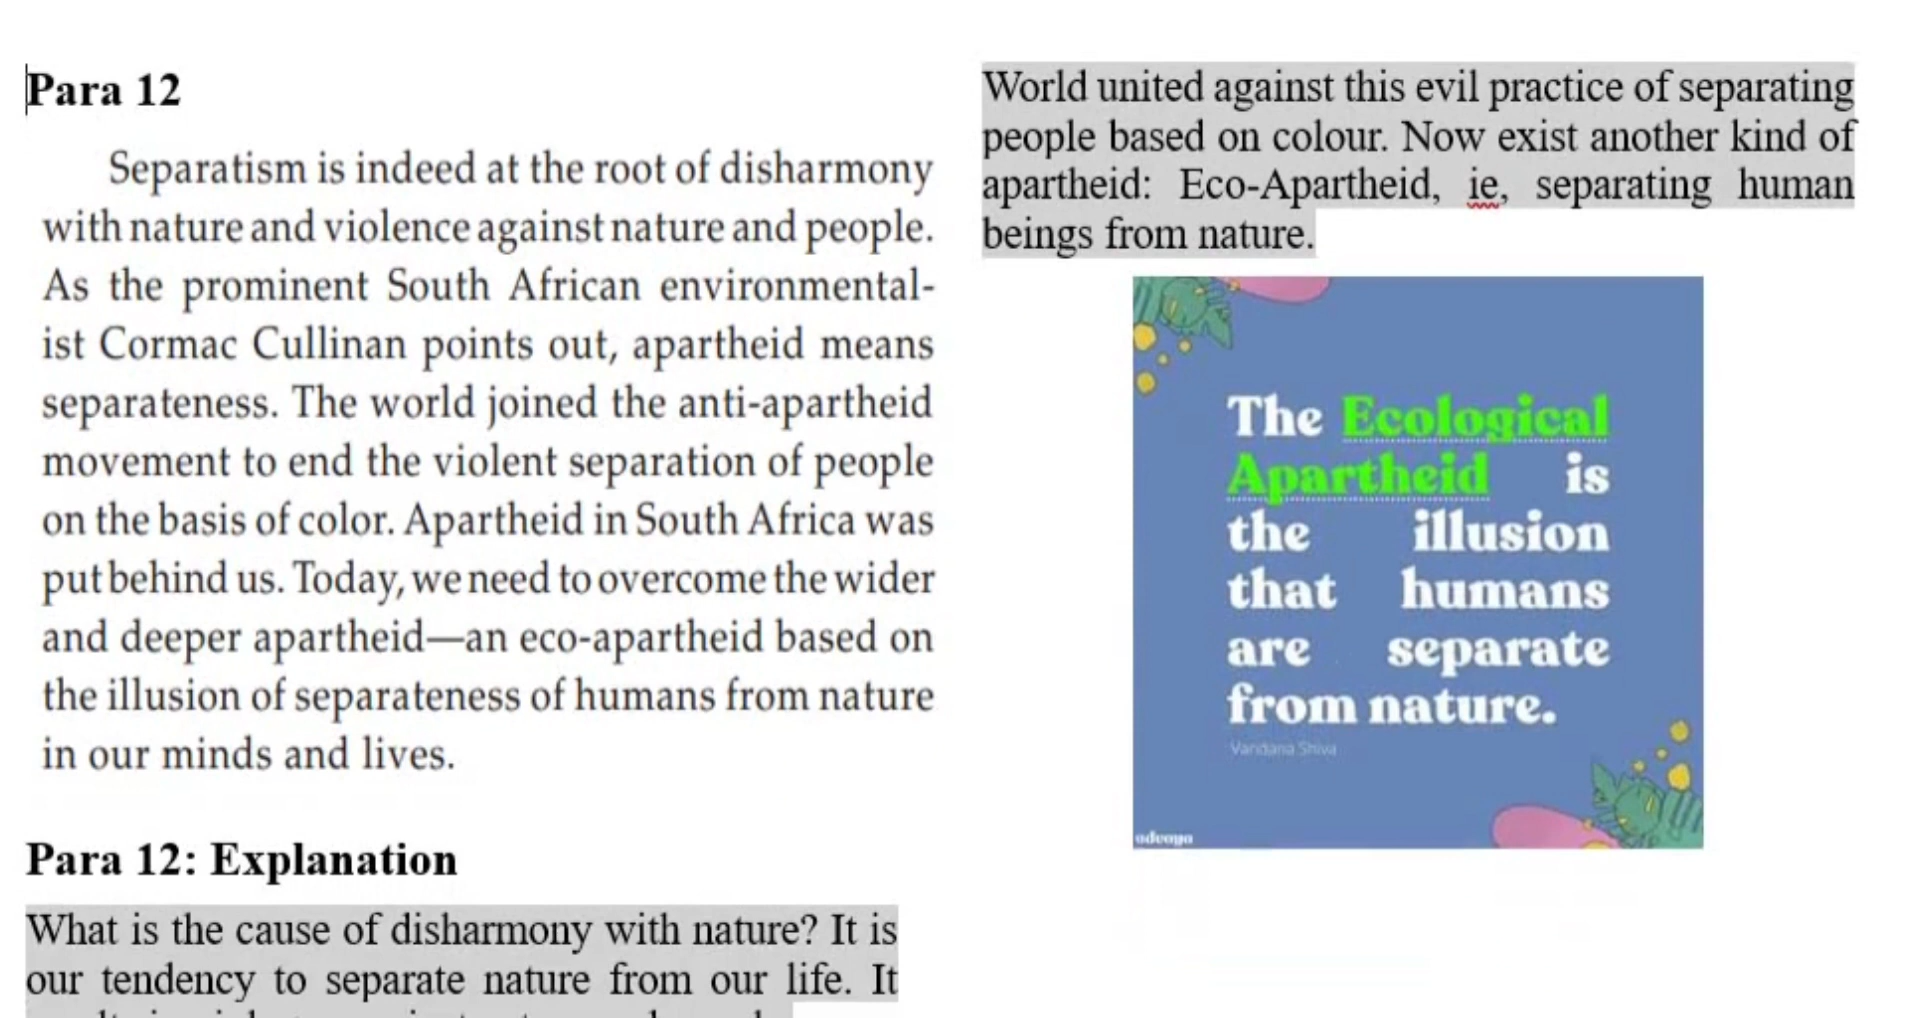 Para 12
Separatism is indeed at the root of disharmony
with nature and violence against nature and people.
As the prominent South African environmental-
ist Cormac Cullinan points out, apartheid means
separateness. The world joined the anti-apartheid
movement to end the violent separation of people
on the basis of color. Apartheid in South Africa was
put behind us. Today, we need to overcome the wider
and deeper apartheid—an eco-apartheid based on
the illusion of separateness of humans from nature
in our minds and lives.
Para 12: Explanation
What is the cause of disharmony with nature? It is
our tendency to separate nature from our life. It
World united against this evil practice of separating
people based on colour. Now exist another kind of
apartheid: Eco-Apartheid, ie, separating human
beings from nature.
The Ecological
Apartheid is
the illusion
that humans
are separate
from nature.
Vandana Shiva